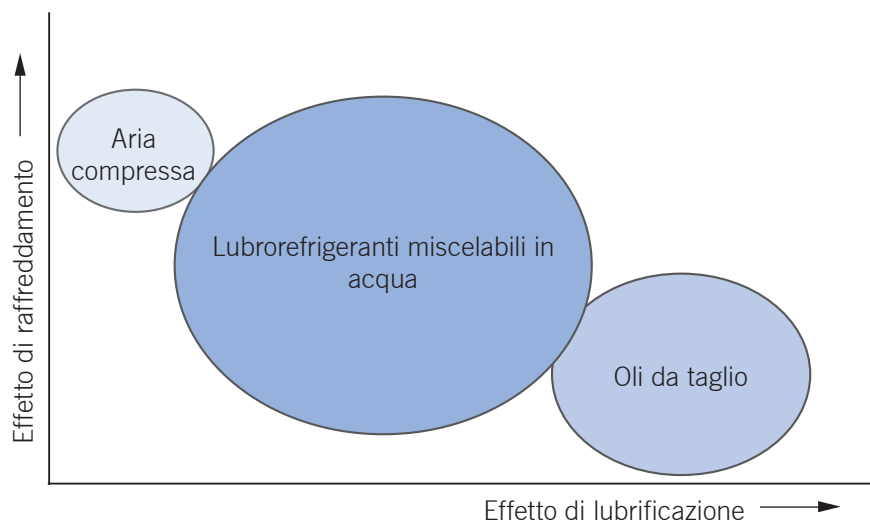 Effetto di raffreddamento
Aria
compressa
Lubrorefrigeranti miscelabili in
acqua
Oli da taglio
Effetto di lubrificazione